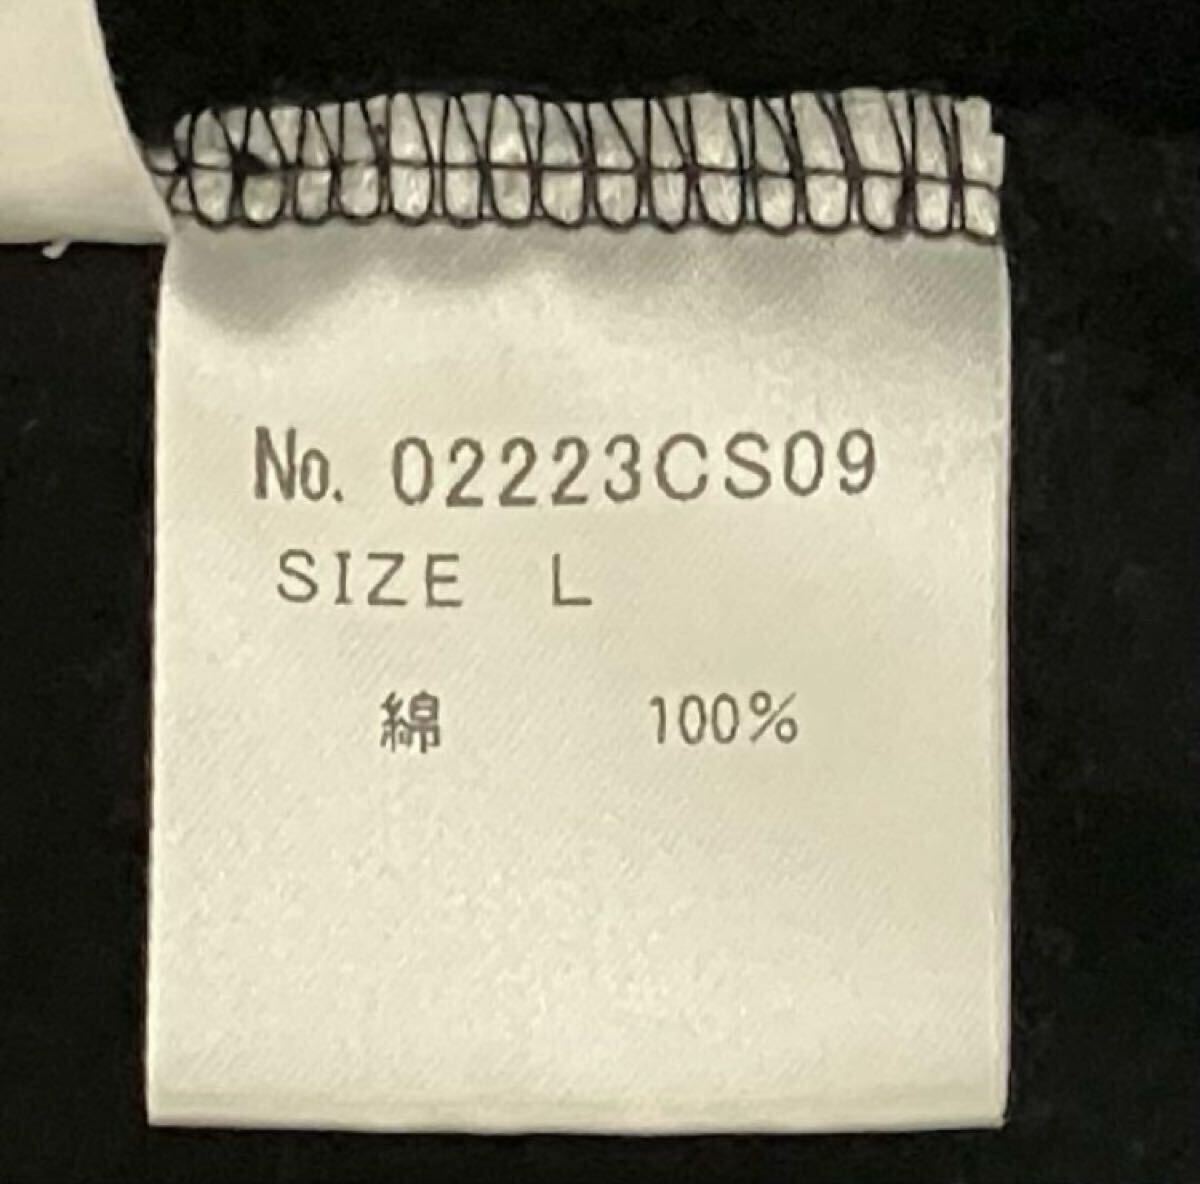 No. 02223CS09
SIZE L
綿 100%